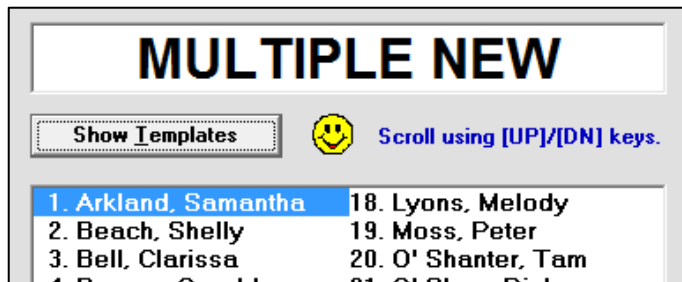 MULTIPLE NEW
Show Templates
Scroll using [UP]/[DN] keys.
1. Arkland, Samantha 18. Lyons, Melody
2. Beach, Shelly 19. Moss, Peter
3. Bell, Clarissa 20. O' Shanter, Tam